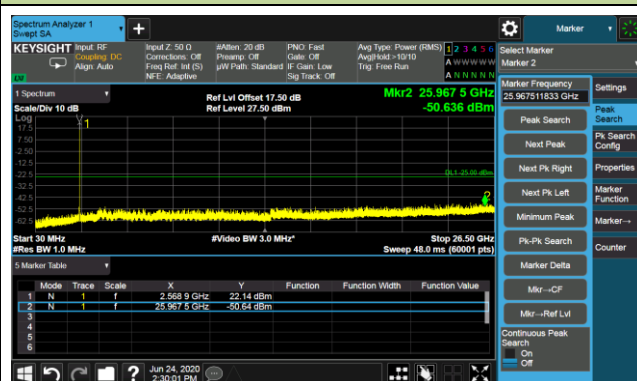 Spectrum Analyzer 1
Swept SA
Marker
KEYSIGHT
Input: RF
Coupling: DC
Align: Auto
Input Z: 50 Ω
Corrections: Off
Freq Ref: Int (S)
NFE: Adaptive
#Atten: 20 dB
Preamp: Off
µW Path: Standard
PNO: Fast
Gate: Off
IF Gain: Low
Sig Track: Off
Avg Type: Power (RMS)
Avg|Hold:>10/10
Trig: Free Run
1 2 3 4 5 6
A W W W W W
A N N N N N
Select Marker
Marker 2
1 Spectrum
Scale/Div 10 dB
Log
Ref Lvl Offset 17.50 dB
Ref Level 27.50 dBm
Mkr2 25.967 5 GHz
-50.636 dBm
17.5
7.50
-2.50
-12.5
-22.5
-32.5
-42.5
-52.5
-62.5
1
2
DL1 -25.00 dBm
Start 30 MHz
#Res BW 1.0 MHz
#Video BW 3.0 MHz*
Stop 26.50 GHz
Sweep 48.0 ms (60001 pts)
5 Marker Table
Mode Trace Scale X Y Function Function Width Function Value
1 N 1 f 2.568 9 GHz 22.14 dBm
2 N 1 f 25.967 5 GHz -50.64 dBm
3
4
5
6
Marker Frequency
25.967511833 GHz
Peak Search
Next Peak
Next Pk Right
Next Pk Left
Minimum Peak
Pk-Pk Search
Marker Delta
Mkr→CF
Mkr→Ref Lvl
Continuous Peak
Search
On
Off
Settings
Peak
Search
Pk Search
Config
Properties
Marker
Function
Marker→
Counter
Jun 24, 2020
2:30:01 PM